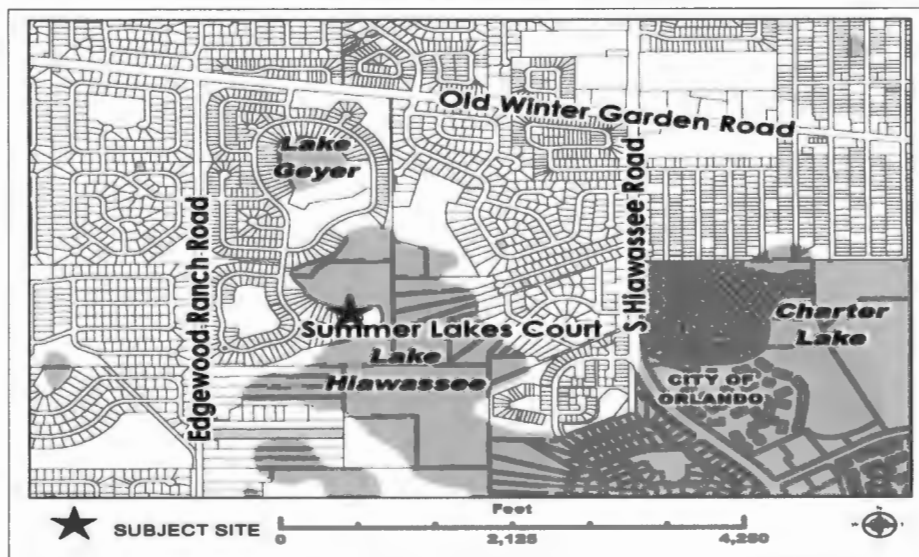 Old Winter Garden Road
Lake
Geyer
Edgewood Ranch Road
S Hiawassee Road
Summer Lakes Court
Lake
Hiawassee
Charter
Lake
CITY OF
ORLANDO
SUBJECT SITE
Feet
0
2,125
4,250